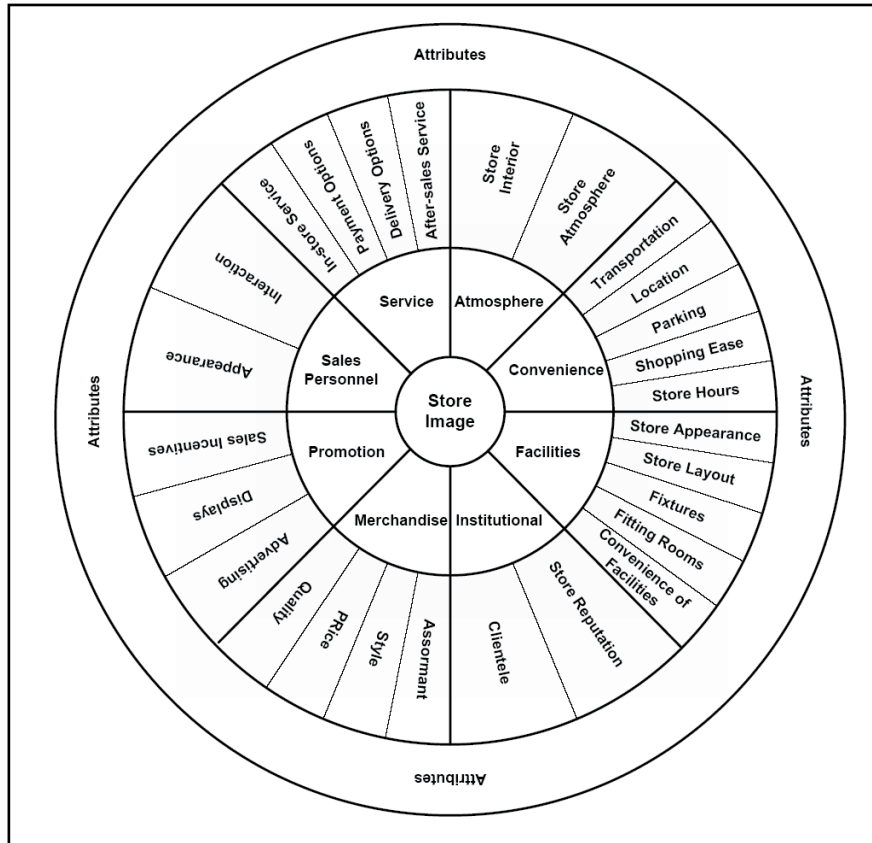 Attributes
Attributes
Attributes
Attributes
Store
Image
Service
Atmosphere
Convenience
Facilities
Institutional
Merchandise
Promotion
Sales
Personnel
In-store Service
Payment Options
Delivery Options
After-sales Service
Store
Interior
Store
Atmosphere
Transportation
Location
Parking
Shopping Ease
Store Hours
Store Appearance
Store Layout
Fixtures
Fitting Rooms
Convenience of
Facilities
Store Reputation
Clientele
Assormant
Style
PRice
Quality
Advertising
Displays
Sales Incentives
Appearance
Interaction